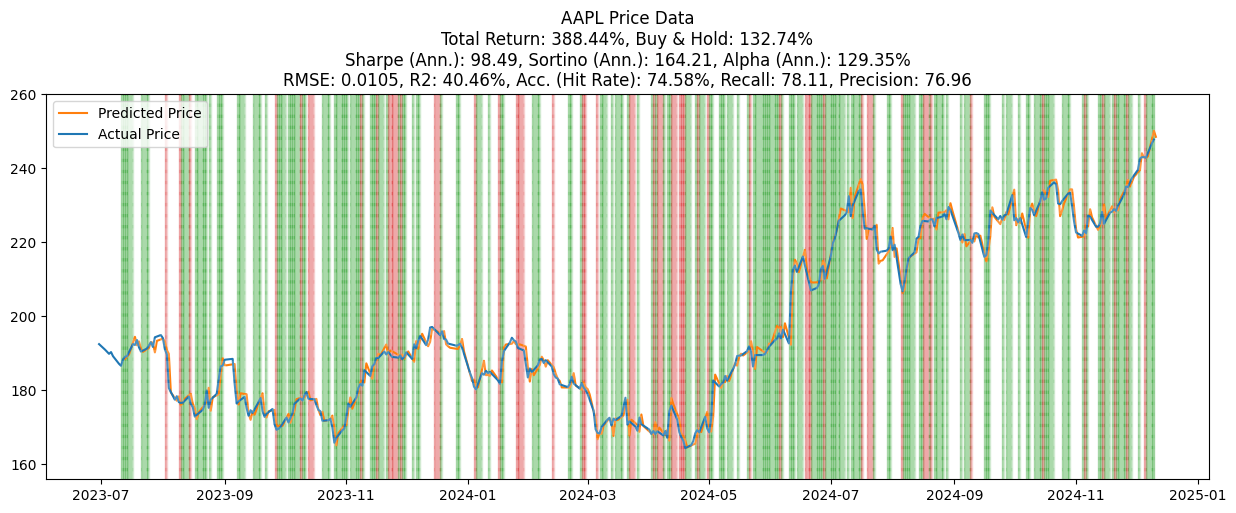 AAPL Price Data
Total Return: 388.44%, Buy & Hold: 132.74%
Sharpe (Ann.): 98.49, Sortino (Ann.): 164.21, Alpha (Ann.): 129.35%
RMSE: 0.0105, R2: 40.46%, Acc. (Hit Rate): 74.58%, Recall: 78.11, Precision: 76.96
Predicted Price
Actual Price
260
240
220
200
180
160
2023-07 2023-09 2023-11 2024-01 2024-03 2024-05 2024-07 2024-09 2024-11 2025-01